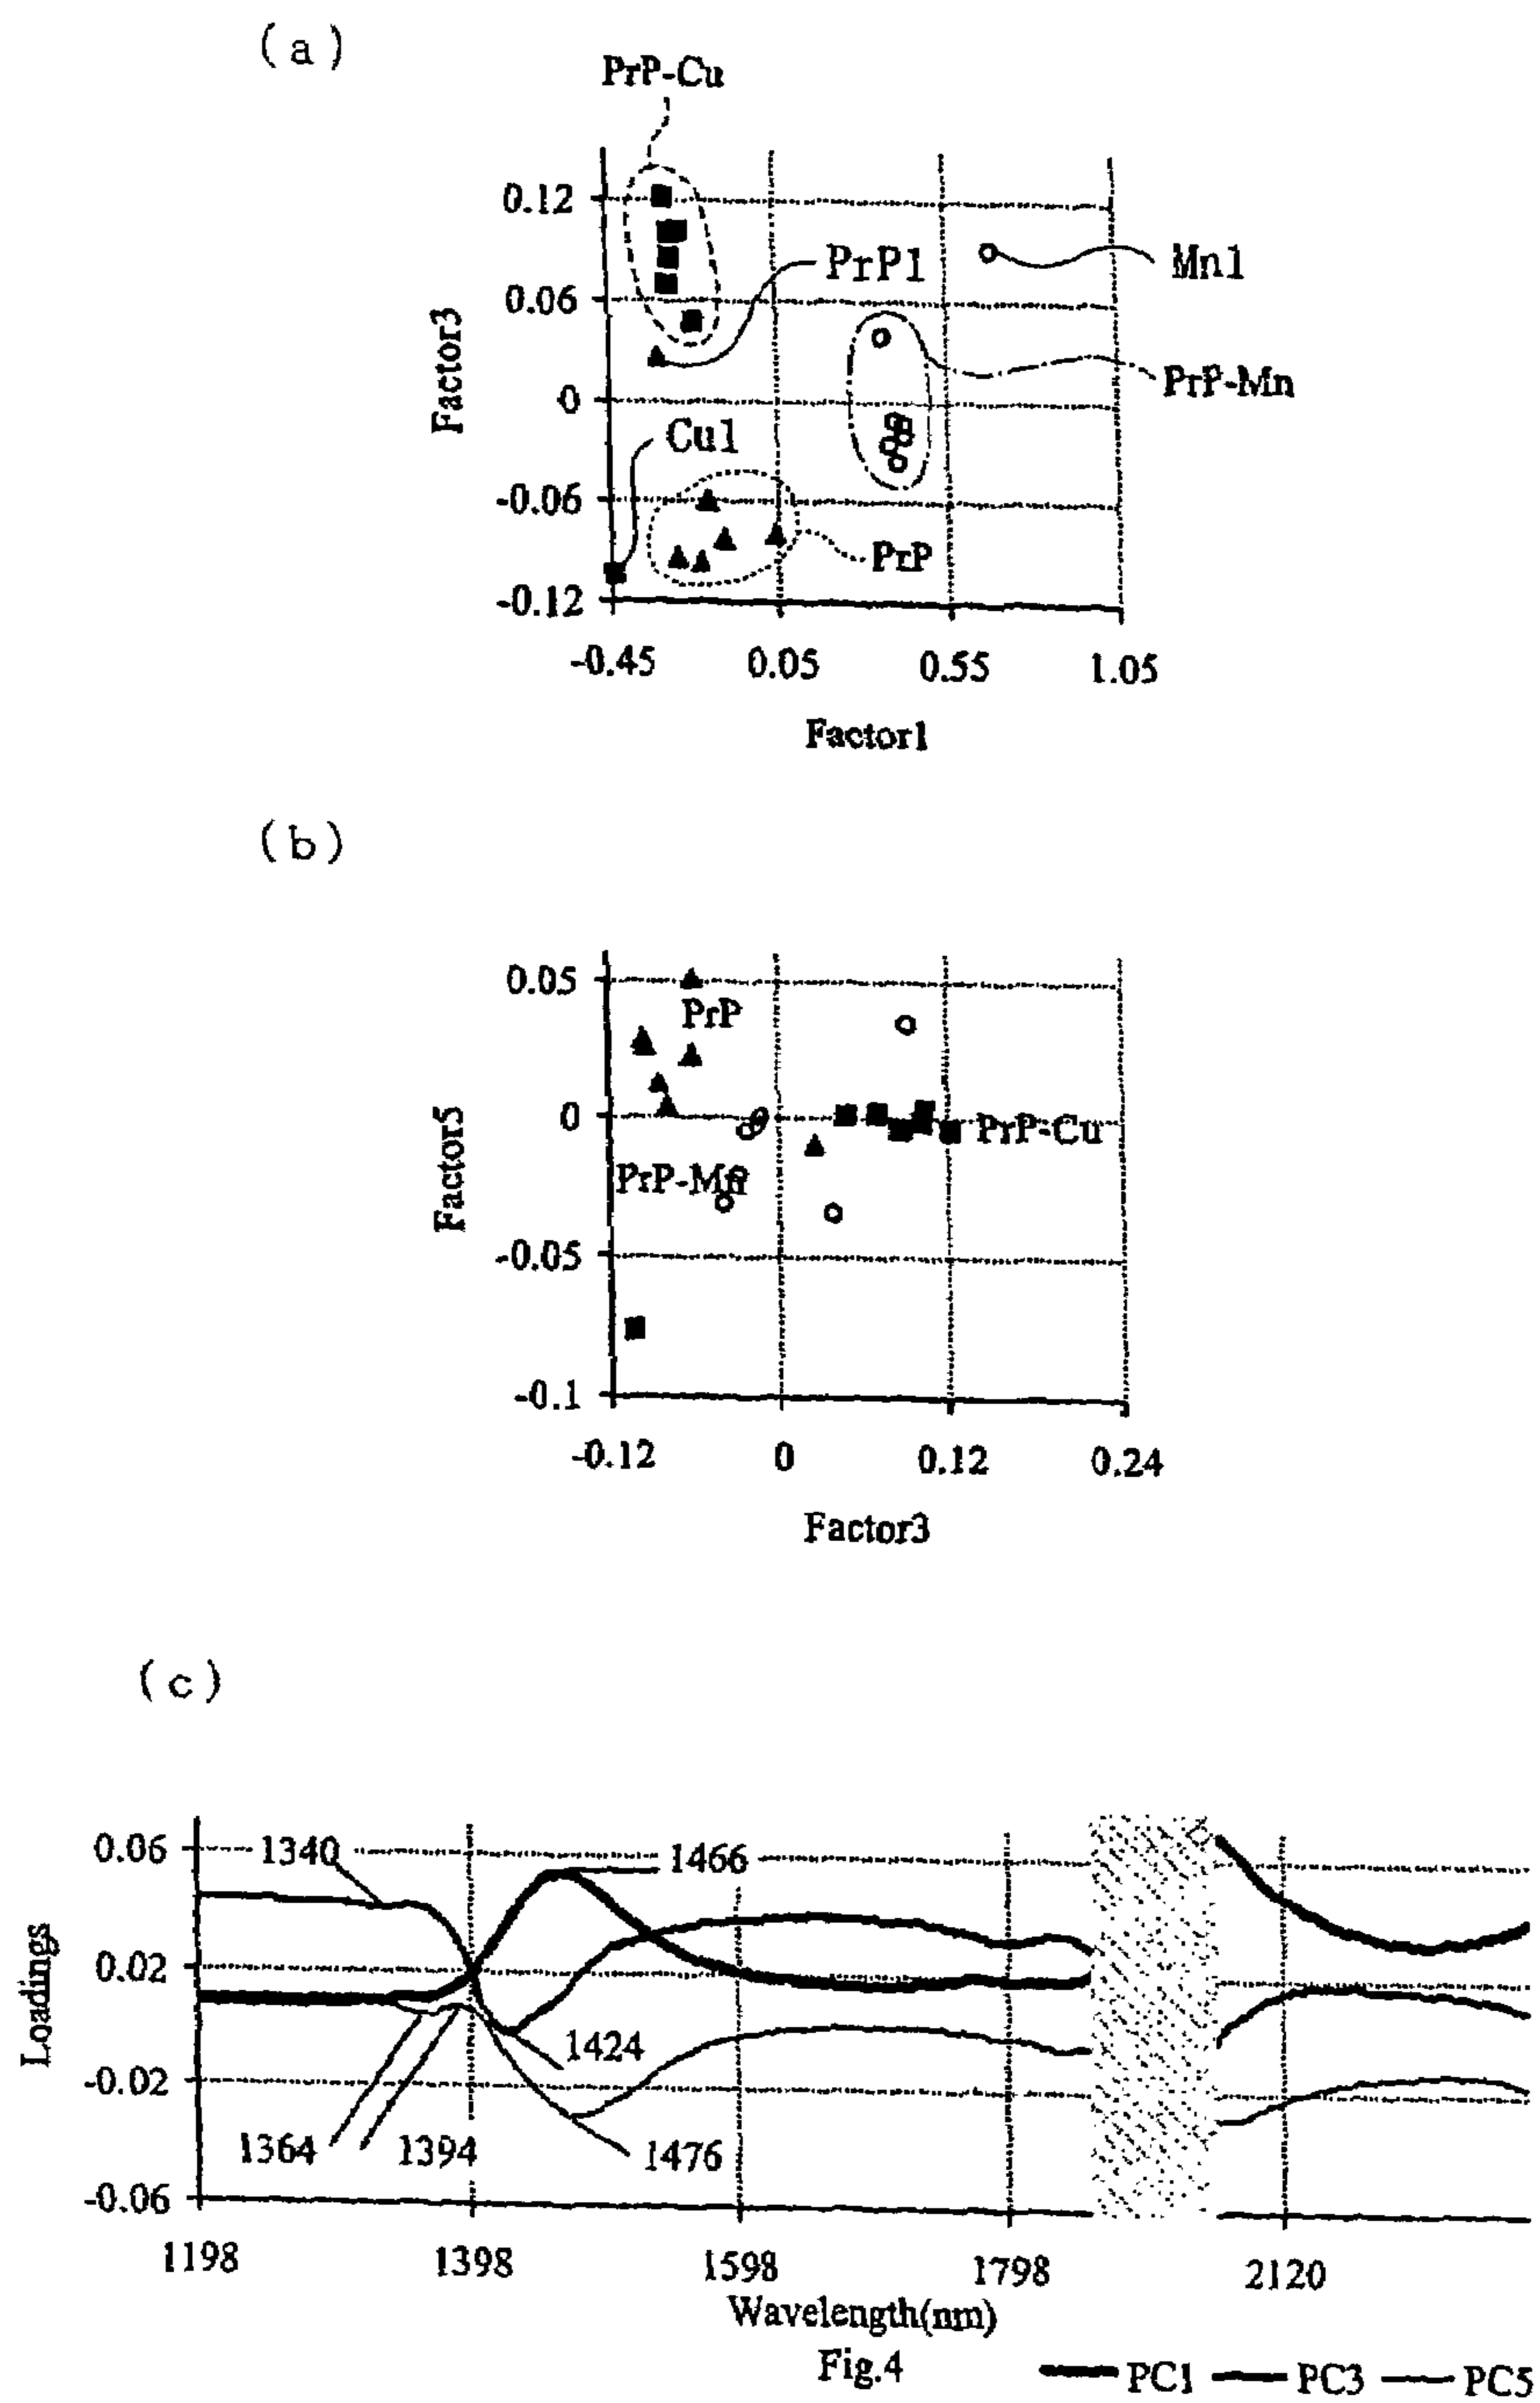 (a)
PrP-Cu
0.12
PrP1
Mn1
0.06
Factor3
PrP-Mn
0
Cu1
-0.06
PrP
-0.12
-0.45 0.05 0.55 1.05
Factor1
(b)
0.05
PrP
Factor5
0
PrP-Cu
PrP-Mn
-0.05
-0.1
-0.12 0 0.12 0.24
Factor3
(c)
0.06
1340
1466
Loadings
0.02
1424
-0.02
1364
1394
1476
-0.06
1198 1398 1598 1798 2120
Wavelength(nm)
Fig.4
PC1 PC3 PC5